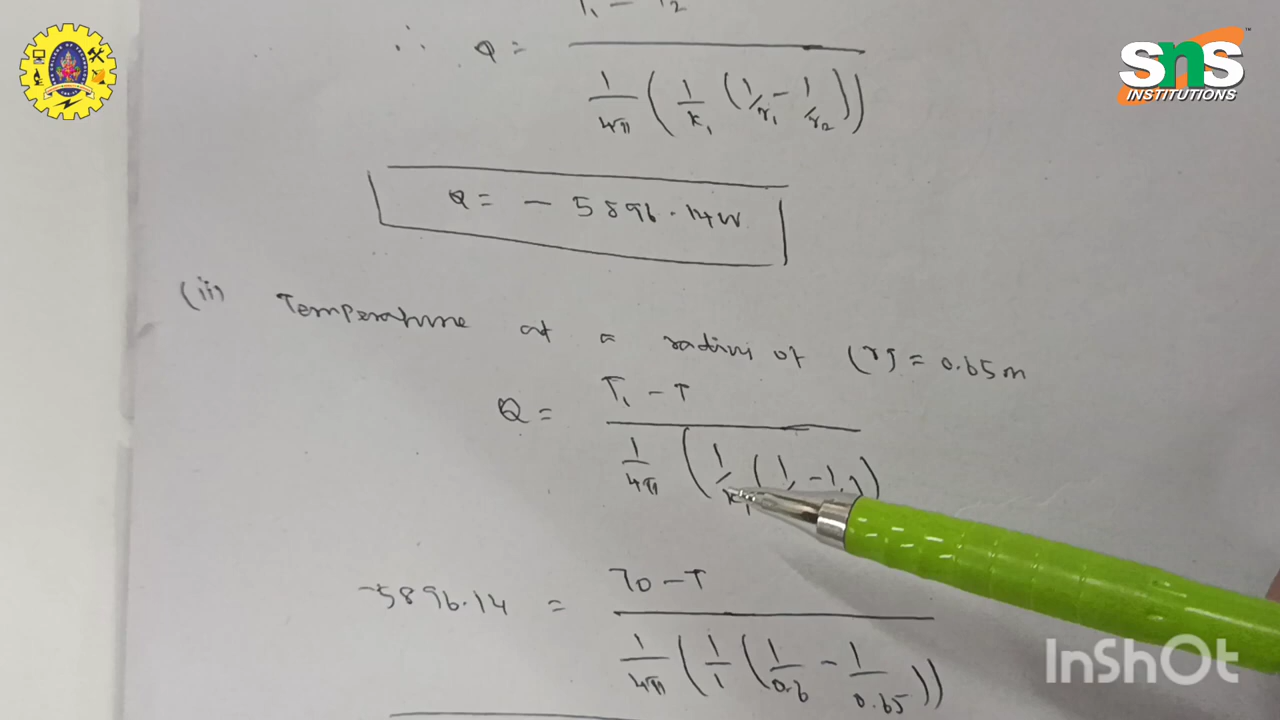 SNS
INSTITUTIONS
T₁ - T₂
∴ Q = 1/4π (1/K₁ (1/r₁ - 1/r₂))
Q = - 5896.14W
(ii) Temperature at a radius of (r) = 0.65m
T₁ - T
Q = 1/4π (1/K₁ (1/ - 1/
70 - T
-5896.14 = 1/4π (1/1 (1/0.6 - 1/0.65))
InShOt